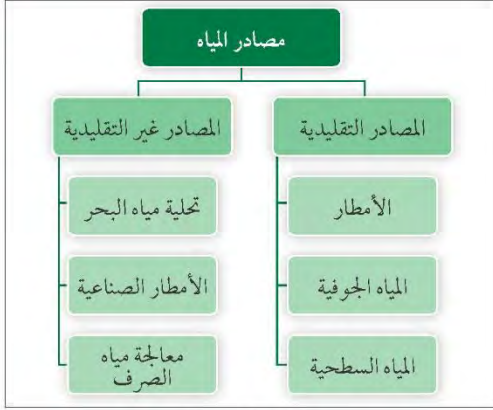 مصادر المياه
المصادر التقليدية
الأمطار
المياه الجوفية
المياه السطحية
المصادر غير التقليدية
تحلية مياه البحر
الأمطار الصناعية
معالجة مياه
الصرف